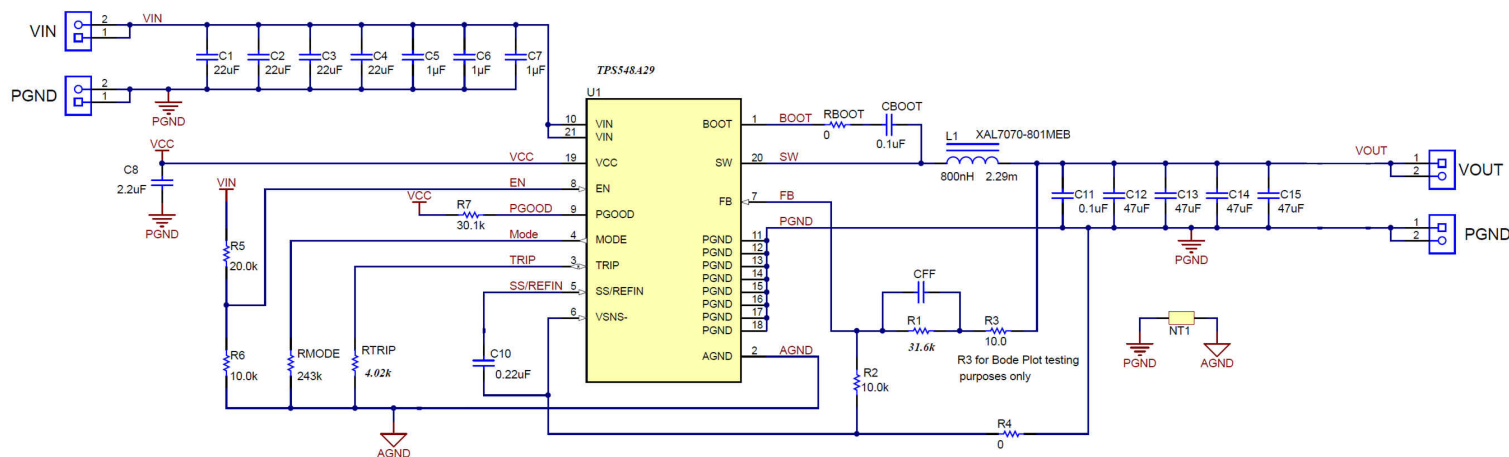 VIN
2
1
VIN
PGND
2
1
PGND
C1
22uF
C2
22uF
C3
22uF
C4
22uF
C5
1µF
C6
1µF
C7
1µF
TPS548A29
U1
10
21
VIN
VIN
19
VCC
8
EN
9
PGOOD
4
MODE
3
TRIP
5
SS/REFIN
6
VSNS-
BOOT
1
SW
20
FB
7
PGND
11
PGND
12
PGND
13
PGND
14
PGND
15
PGND
16
PGND
17
PGND
18
AGND
2
VCC
C8
2.2uF
PGND
VCC
EN
VIN
VCC
R7
30.1k
PGOOD
Mode
TRIP
SS/REFIN
R5
20.0k
R6
10.0k
RMODE
243k
RTRIP
4.02k
C10
0.22uF
AGND
BOOT
RBOOT
0
CBOOT
0.1uF
SW
L1
XAL7070-801MEB
800nH
2.29m
FB
PGND
AGND
C11
0.1uF
C12
47uF
C13
47uF
C14
47uF
C15
47uF
PGND
VOUT
1
2
VOUT
1
2
PGND
CFF
R1
31.6k
R3
10.0
R3 for Bode Plot testing
purposes only
R2
10.0k
R4
0
NT1
PGND
AGND